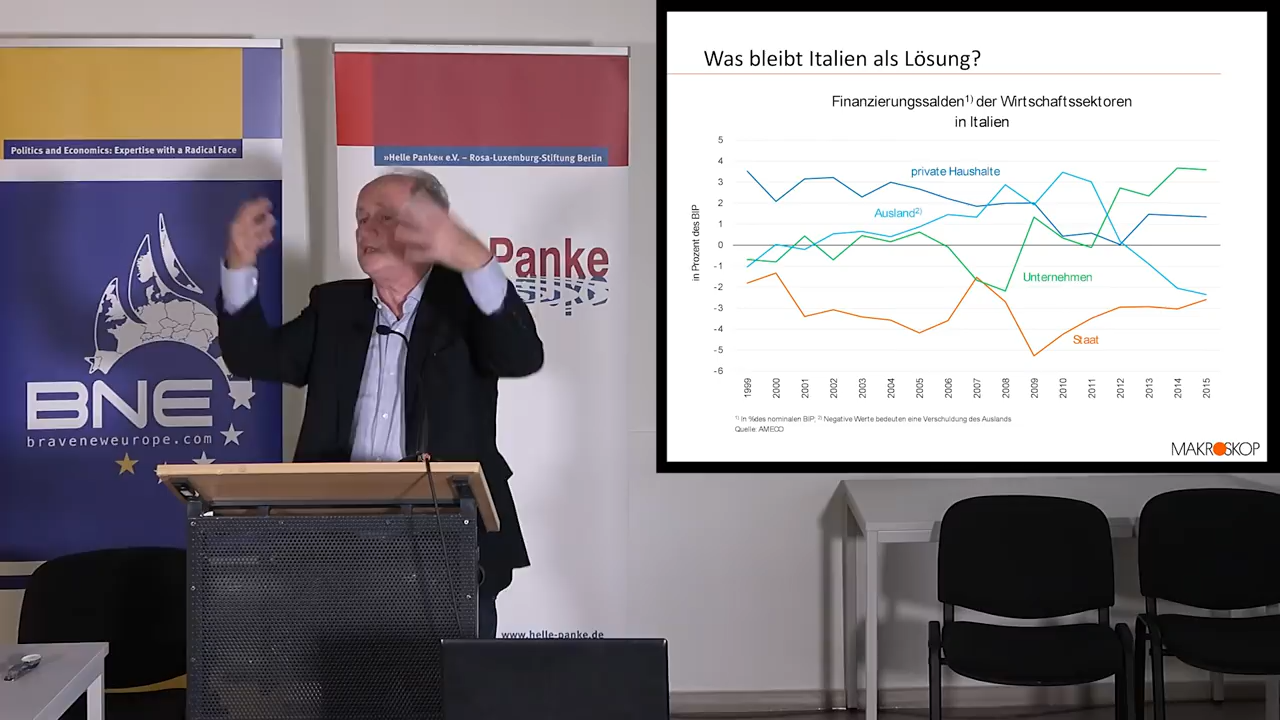 Politics and Economics: Expertise with a Radical Face
BNE
braveneweurope.com
»Helle Panke« e.V. – Rosa-Luxemburg-Stiftung Berlin
Panke
www.helle-panke.de
Was bleibt Italien als Lösung?
Finanzierungssalden1) der Wirtschaftssektoren
in Italien
in Prozent des BIP
5
4
3
2
1
0
-1
-2
-3
-4
-5
-6
private Haushalte
Ausland2)
Unternehmen
Staat
1999
2000
2001
2002
2003
2004
2005
2006
2007
2008
2009
2010
2011
2012
2013
2014
2015
1) In %des nominalen BIP; 2) Negative Werte bedeuten eine Verschuldung des Auslands
Quelle: AMECO
MAKROSKOP